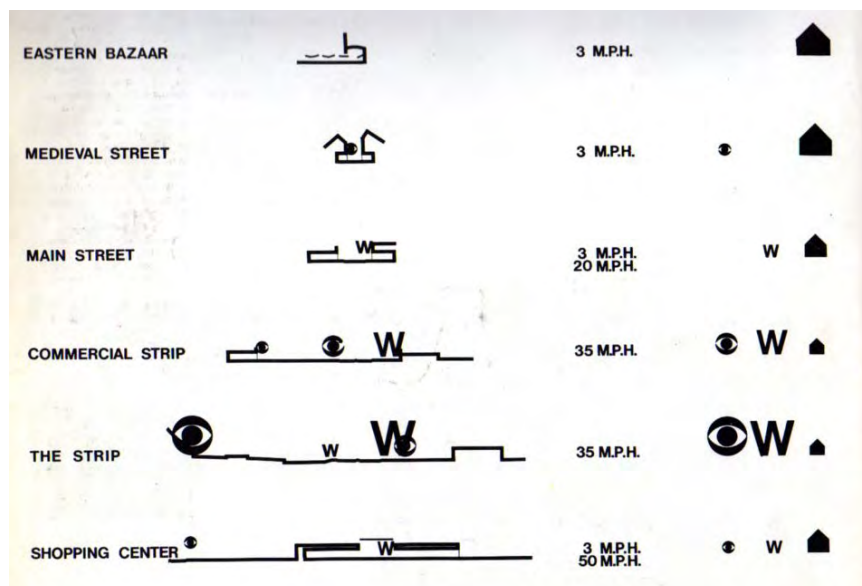 EASTERN BAZAAR 3 M.P.H.
MEDIEVAL STREET 3 M.P.H.
MAIN STREET W 3 M.P.H. W
20 M.P.H.
COMMERCIAL STRIP W 35 M.P.H. W
THE STRIP W W 35 M.P.H. W
SHOPPING CENTER W 3 M.P.H. W
50 M.P.H.